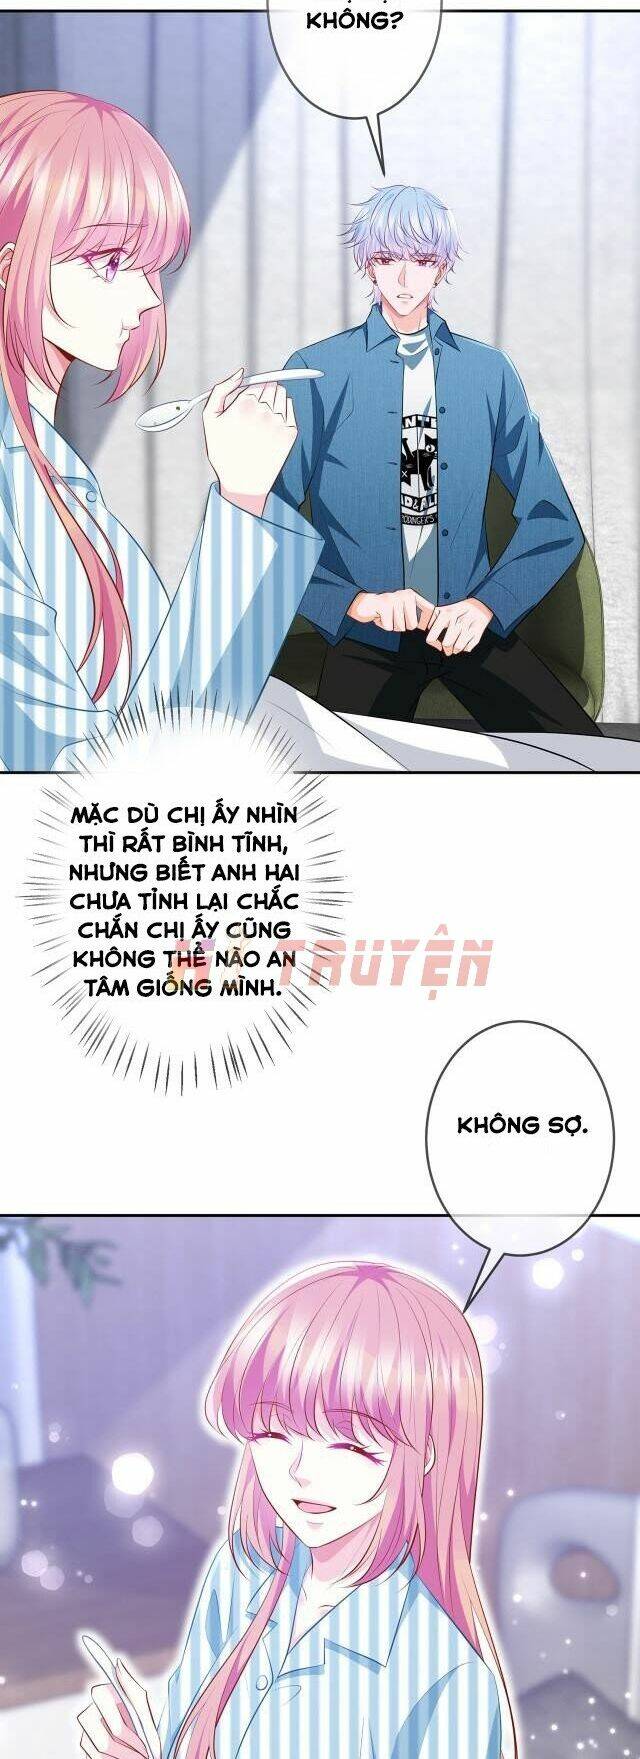 KHÔNG?
MẶC DÙ CHỊ ẤY NHÌN
THÌ RẤT BÌNH TĨNH,
NHƯNG BIẾT ANH HAI
CHƯA TỈNH LẠI CHẮC
CHẮN CHỊ ẤY CŨNG
KHÔNG THỂ NÀO AN
TÂM GIỐNG MÌNH.
TRUYỆN
KHÔNG SỢ.